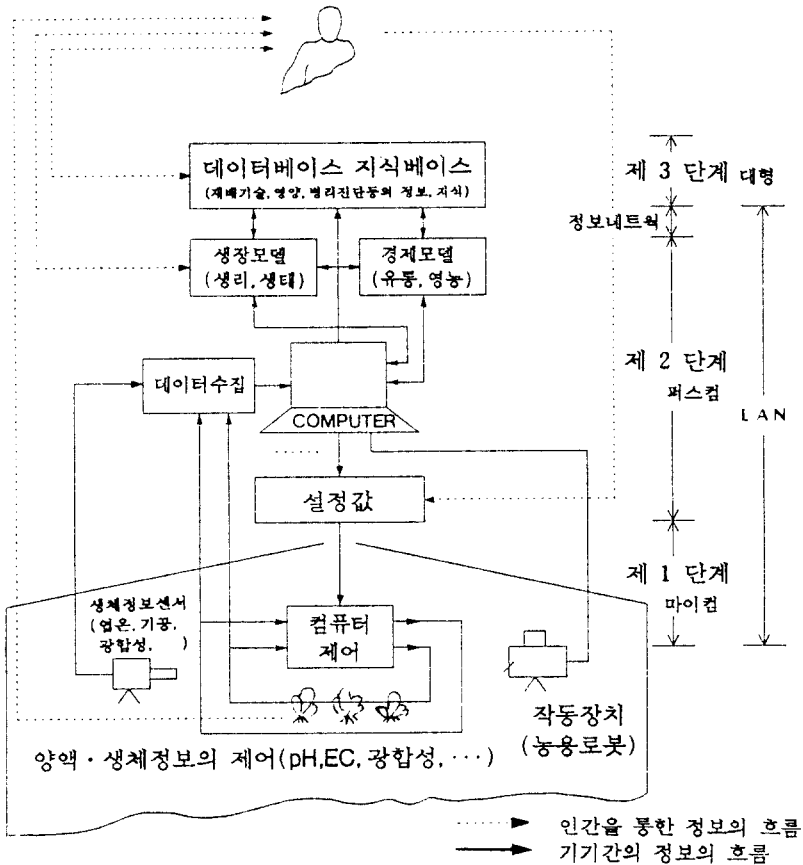 데이터베이스 지식베이스
(재배기술, 영양, 병리진단등의 정보, 지식)
제 3 단계 대형
정보네트웍
생장모델
(생리, 생태)
경제모델
(유통, 영농)
데이터수집
COMPUTER
제 2 단계
퍼스컴
LAN
설정값
제 1 단계
마이컴
생체정보센서
(엽온, 기공,
광합성, )
컴퓨터
제어
작동장치
(농용로봇)
양액·생체정보의 제어(pH,EC, 광합성, ···)
인간을 통한 정보의 흐름
기기간의 정보의 흐름